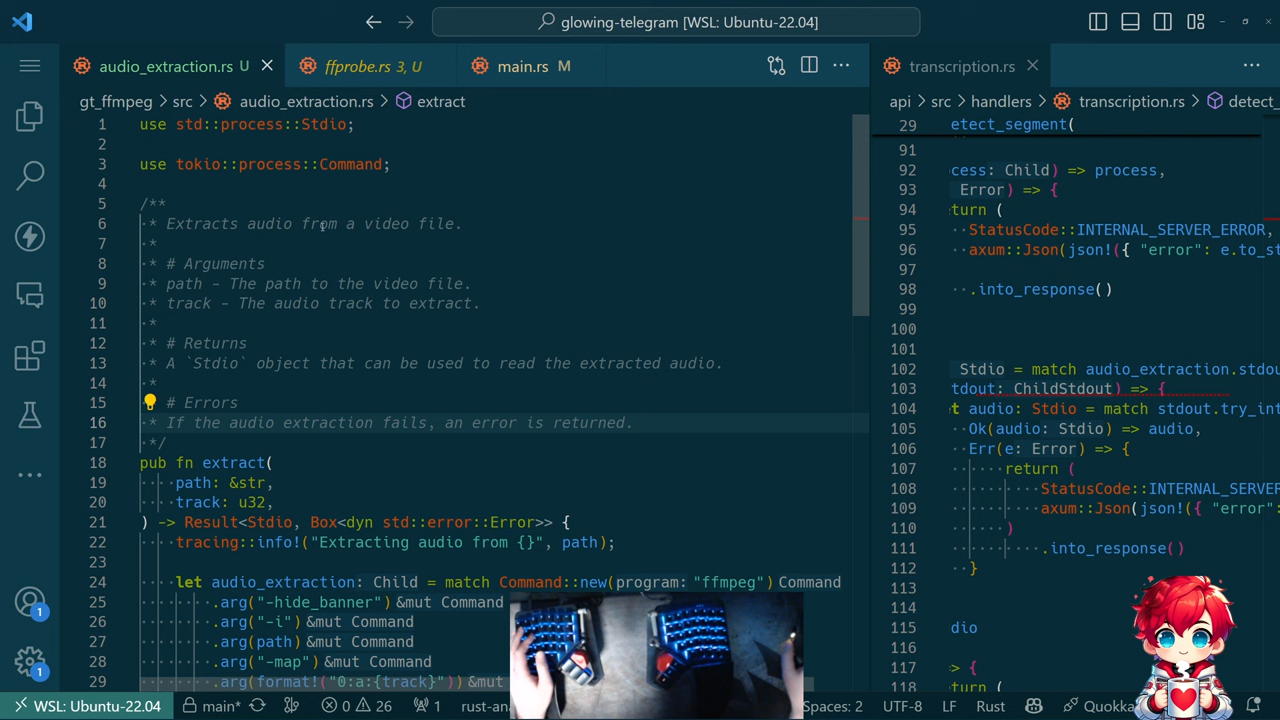 glowing-telegram [WSL: Ubuntu-22.04]
audio_extraction.rs U
ffprobe.rs 3, U
main.rs M
transcription.rs
gt_ffmpeg > src > audio_extraction.rs > extract
api > src > handlers > transcription.rs > detect_
1 use std::process::Stdio;
2
3 use tokio::process::Command;
4
5 /**
6 * Extracts audio from a video file.
7 *
8 * # Arguments
9 * path - The path to the video file.
10 * track - The audio track to extract.
11 *
12 * # Returns
13 * A `Stdio` object that can be used to read the extracted audio.
14 *
15 * # Errors
16 * If the audio extraction fails, an error is returned.
17 */
18 pub fn extract(
19 path: &str,
20 track: u32,
21 ) -> Result<Stdio, Box<dyn std::error::Error>> {
22 tracing::info!("Extracting audio from {}", path);
23
24 let audio_extraction: Child = match Command::new(program: "ffmpeg") Command
25 .arg("-hide_banner") &mut Command
26 .arg("-i") &mut Command
27 .arg(path) &mut Command
28 .arg("-map") &mut Command
29 .arg(format!("0:a:{track}")) &mut
29 etect_segment(
91
92 cess: Child) => process,
93 Error) => {
94 turn (
95 StatusCode::INTERNAL_SERVER_ERROR,
96 axum::Json(json!({ "error": e.to_st
97
98 .into_response()
99
100
101
102 Stdio = match audio_extraction.stdou
103 tdout: ChildStdout) => {
104 et audio: Stdio = match stdout.try_int
105 Ok(audio: Stdio) => audio,
106 Err(e: Error) => {
107 return (
108 StatusCode::INTERNAL_SERVER
109 axum::Json(json!({ "error"
110 )
111 .into_response()
112 }
113
114
115 dio
116
117 => {
118 return (
1
1
WSL: Ubuntu-22.04
main*
0
26
1
rust-an
Spaces: 2
UTF-8
LF
Rust
Quokka